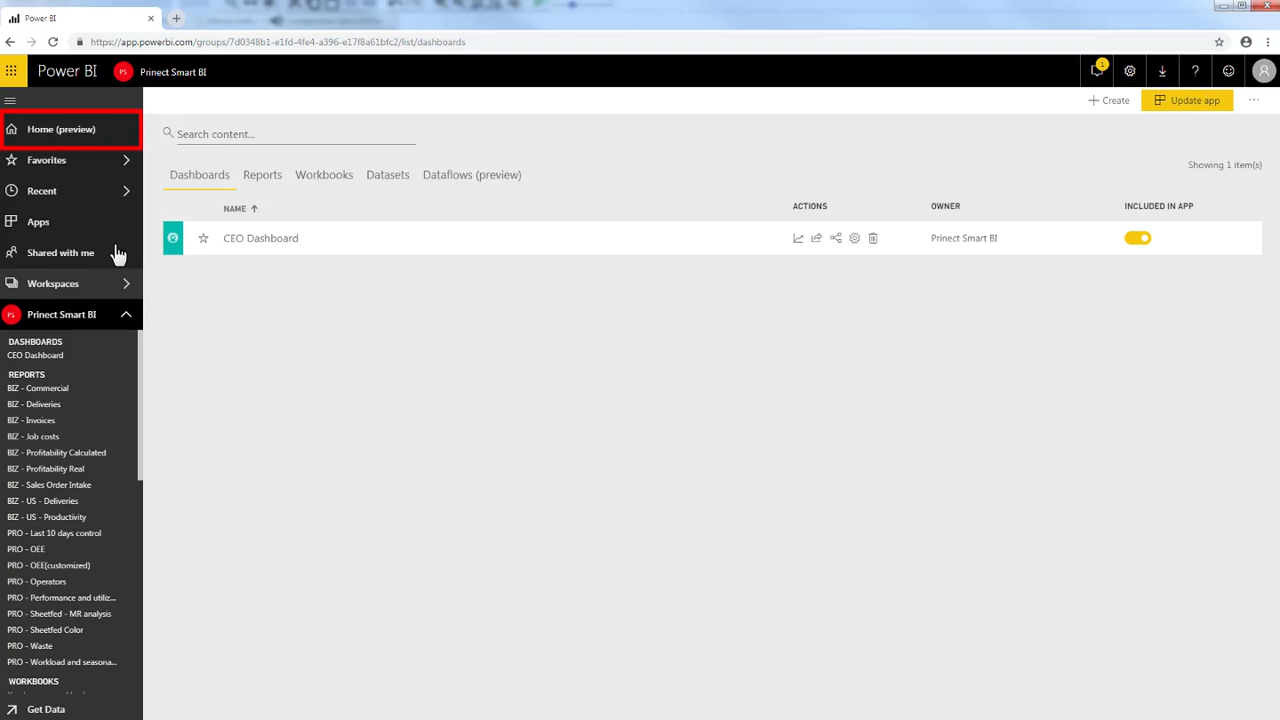 Power BI
https://app.powerbi.com/groups/7d0348b1-e1fd-4fe4-a396-e17f8a61bfc2/list/dashboards
Power BI PS Prinect Smart BI 1 ?
Create Update app ...
Home (preview)
Favorites
Recent
Apps
Shared with me
Workspaces
PS Prinect Smart BI
DASHBOARDS
CEO Dashboard
REPORTS
BIZ - Commercial
BIZ - Deliveries
BIZ - Invoices
BIZ - Job costs
BIZ - Profitability Calculated
BIZ - Profitability Real
BIZ - Sales Order Intake
BIZ - US - Deliveries
BIZ - US - Productivity
PRO - Last 10 days control
PRO - OEE
PRO - OEE(customized)
PRO - Operators
PRO - Performance and utiliz...
PRO - Sheetfed - MR analysis
PRO - Sheetfed Color
PRO - Waste
PRO - Workload and seasona...
WORKBOOKS
Get Data
Search content...
Showing 1 item(s)
Dashboards Reports Workbooks Datasets Dataflows (preview)
NAME ACTIONS OWNER INCLUDED IN APP
CEO Dashboard Prinect Smart BI